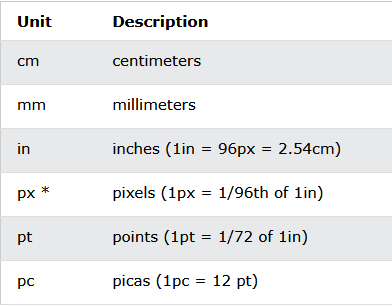 Unit Description
cm centimeters
mm millimeters
in inches (1in = 96px = 2.54cm)
px * pixels (1px = 1/96th of 1in)
pt points (1pt = 1/72 of 1in)
pc picas (1pc = 12 pt)